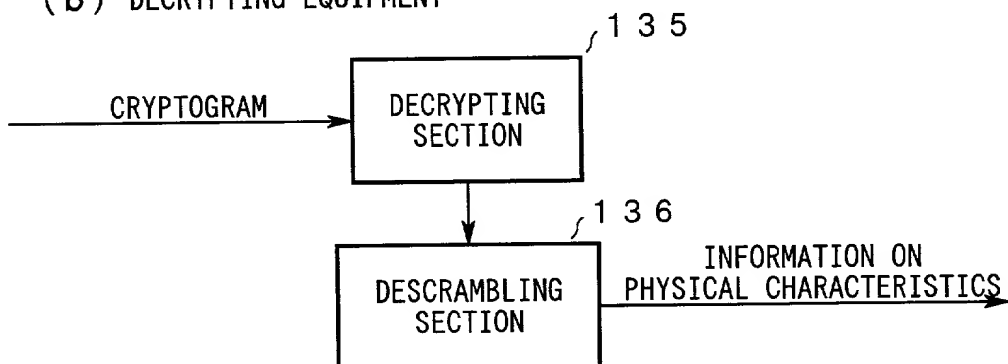 (b) DECRYPTING EQUIPMENT
135
CRYPTOGRAM
DECRYPTING
SECTION
136
DESCRAMBLING
SECTION
INFORMATION ON
PHYSICAL CHARACTERISTICS